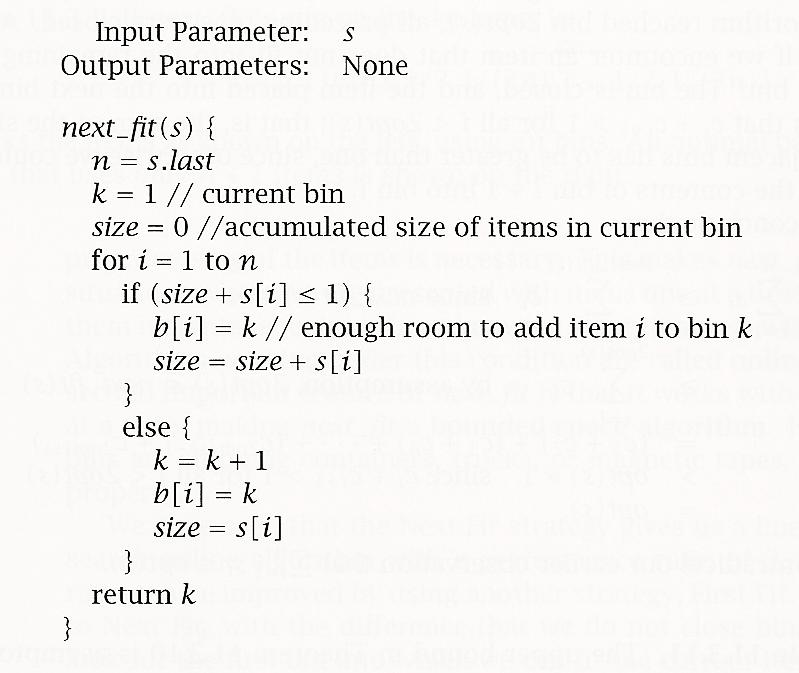 Input Parameter: s
Output Parameters: None
next_fit(s) {
n = s.last
k = 1 // current bin
size = 0 //accumulated size of items in current bin
for i = 1 to n
if (size + s[i] ≤ 1) {
b[i] = k // enough room to add item i to bin k
size = size + s[i]
}
else {
k = k + 1
b[i] = k
size = s[i]
}
return k
}